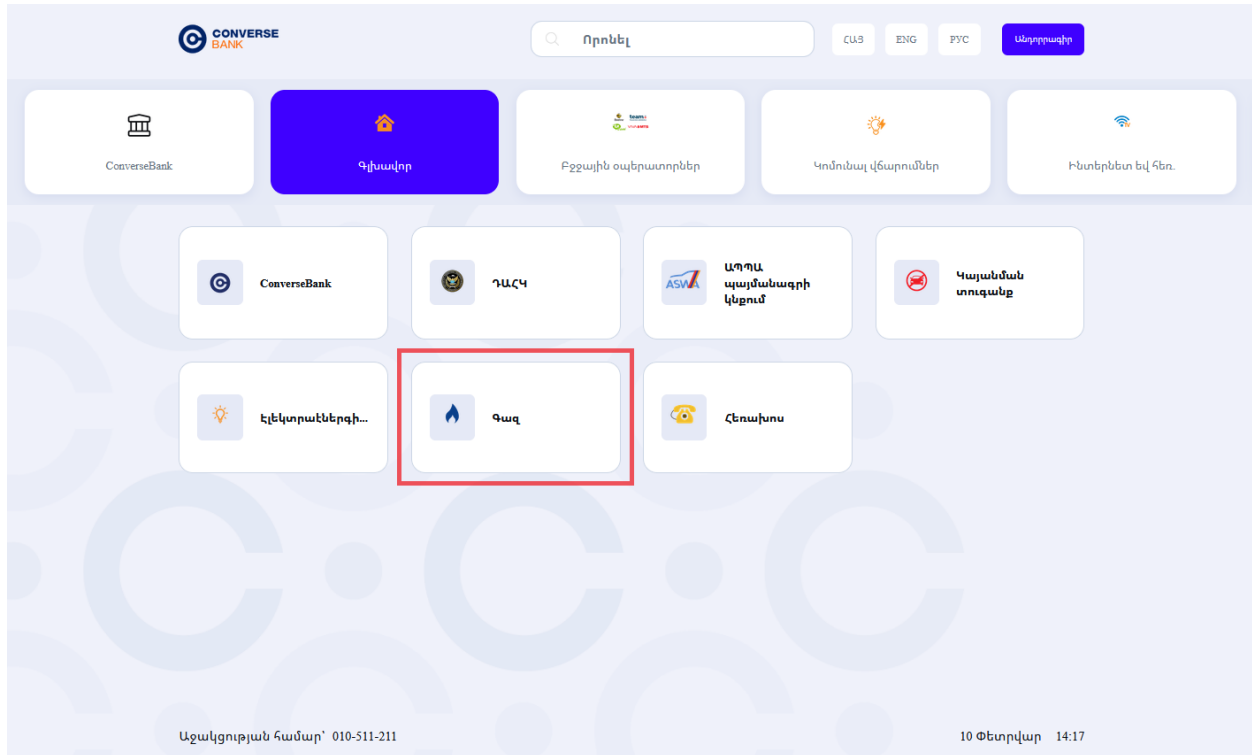 CONVERSE
BANK
Որոնել
ՀԱՅ
ENG
РУС
Անդորրագիր
ConverseBank
Գլխավոր
Բջջային օպերատորներ
Կոմունալ վճարումներ
Ինտերնետ եվ հեռ.
ConverseBank
ԴԱՀԿ
ASWA
ԱՊՊԱ
պայմանագրի
կնքում
Կայանման
տուգանք
Էլեկտրաէներգի...
Գազ
Հեռախոս
Աջակցության համար՝ 010-511-211
10 Փետրվար 14:17